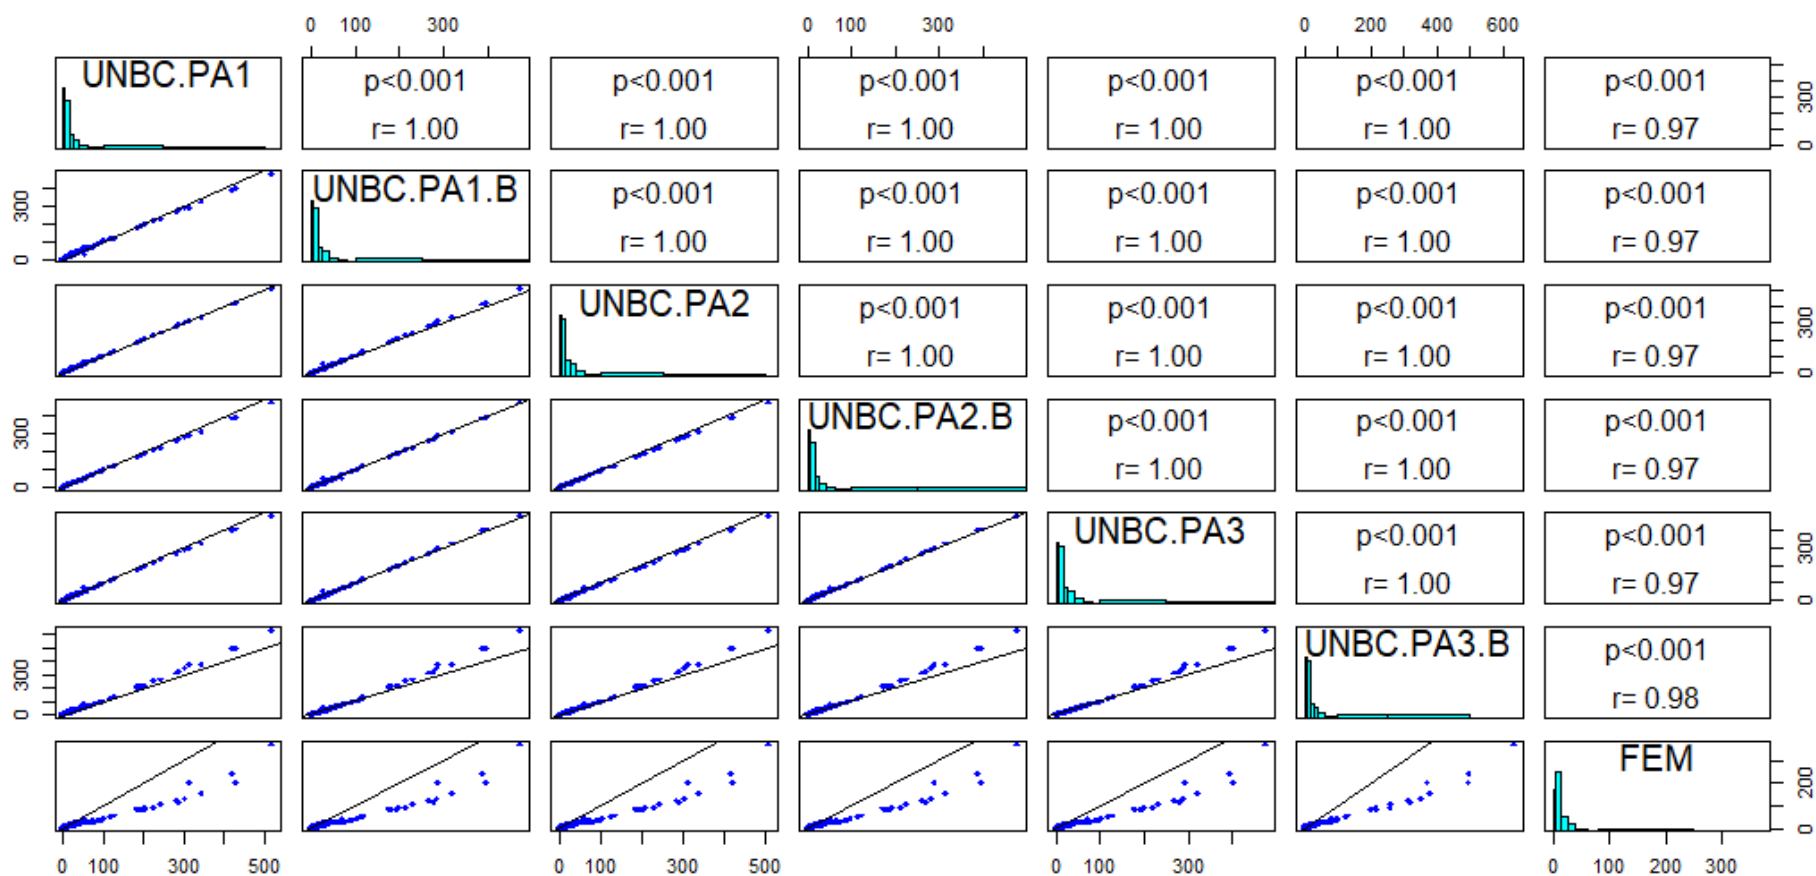 0 100 300 0 100 300 0 200 400 600
UNBC.PA1 p<0.001 p<0.001 p<0.001 p<0.001 p<0.001 p<0.001 300
r= 1.00 r= 1.00 r= 1.00 r= 1.00 r= 1.00 r= 0.97 0
300 UNBC.PA1.B p<0.001 p<0.001 p<0.001 p<0.001 p<0.001
0 r= 1.00 r= 1.00 r= 1.00 r= 1.00 r= 0.97
UNBC.PA2 p<0.001 p<0.001 p<0.001 p<0.001 300
r= 1.00 r= 1.00 r= 1.00 r= 0.97 0
300 UNBC.PA2.B p<0.001 p<0.001 p<0.001
0 r= 1.00 r= 1.00 r= 0.97
UNBC.PA3 p<0.001 p<0.001 300
r= 1.00 r= 0.97 0
300 UNBC.PA3.B p<0.001
0 r= 0.98
FEM 200
0
0 100 300 500 0 100 300 500 0 100 300 0 100 200 300